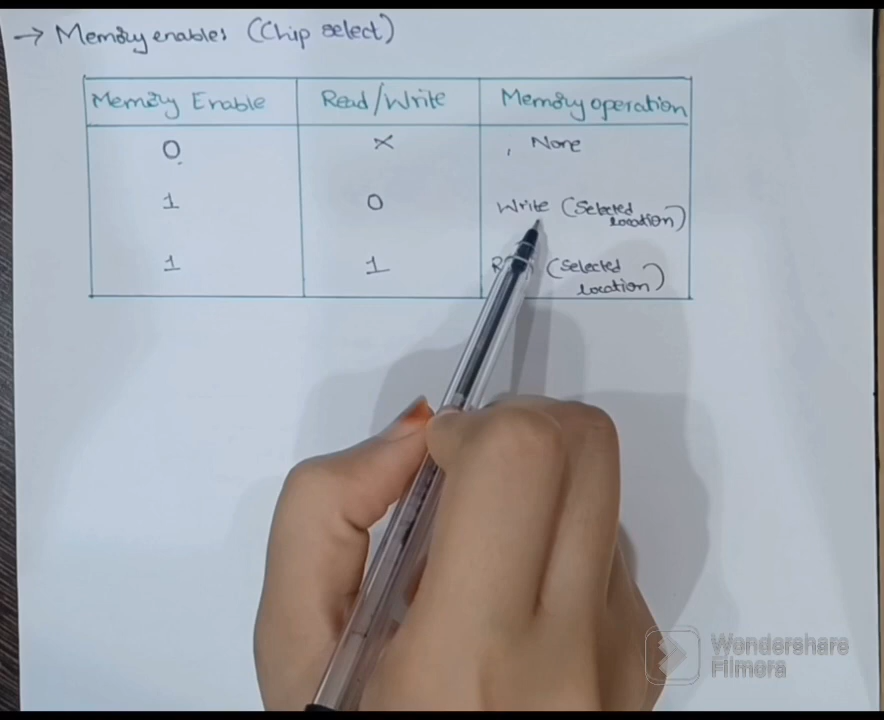 → Memory enables (Chip select)
Memory Enable Read/Write Memory operation
0 X None
1 0 Write (Selected
location)
1 1 (Selected
location)
Wondershare
Filmora